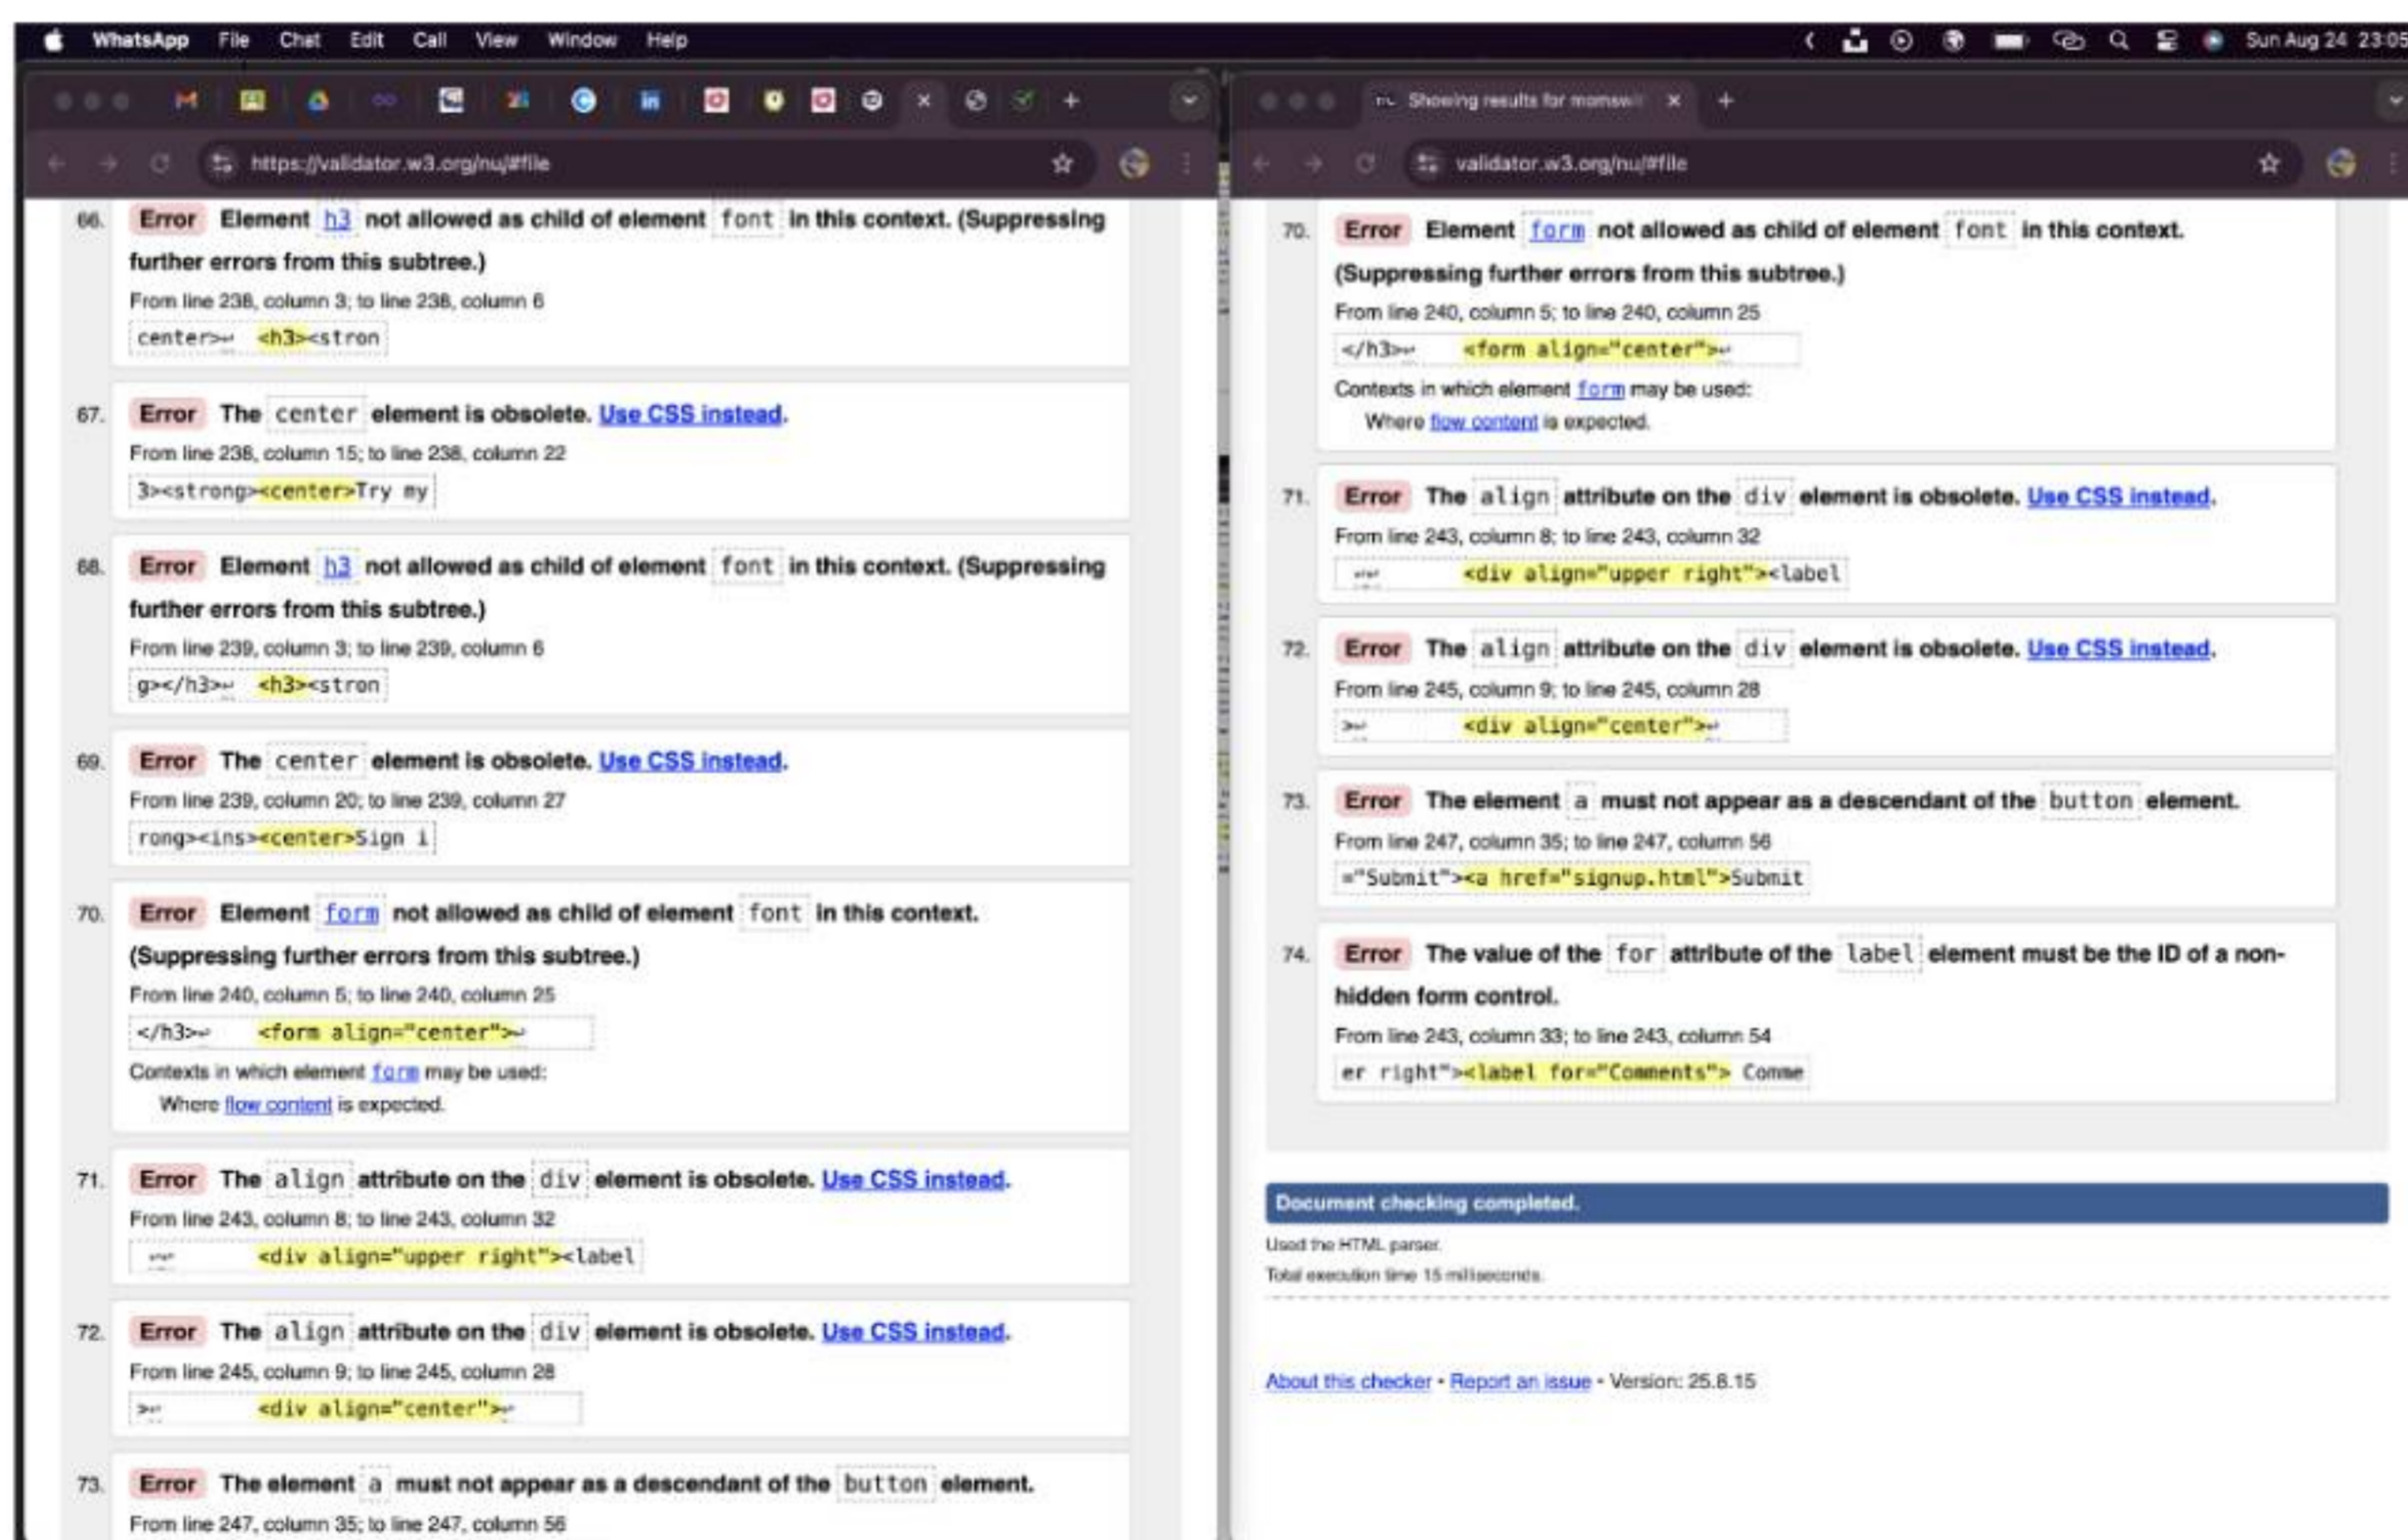 WhatsApp File Chat Edit Call View Window Help
Sun Aug 24 23:05
https://validator.w3.org/nu/#file
66. Error Element h3 not allowed as child of element font in this context. (Suppressing
further errors from this subtree.)
From line 238, column 3; to line 238, column 6
center>↩ <h3><stron
67. Error The center element is obsolete. Use CSS instead.
From line 238, column 15; to line 238, column 22
3><strong><center>Try my
68. Error Element h3 not allowed as child of element font in this context. (Suppressing
further errors from this subtree.)
From line 239, column 3; to line 239, column 6
g></h3>↩ <h3><stron
69. Error The center element is obsolete. Use CSS instead.
From line 239, column 20; to line 239, column 27
rong><ins><center>Sign i
70. Error Element form not allowed as child of element font in this context.
(Suppressing further errors from this subtree.)
From line 240, column 5; to line 240, column 25
</h3>↩ <form align="center">↩
Contexts in which element form may be used:
Where flow content is expected.
71. Error The align attribute on the div element is obsolete. Use CSS instead.
From line 243, column 8; to line 243, column 32
<div align="upper right"><label
72. Error The align attribute on the div element is obsolete. Use CSS instead.
From line 245, column 9; to line 245, column 28
>↩ <div align="center">↩
73. Error The element a must not appear as a descendant of the button element.
From line 247, column 35; to line 247, column 56
Showing results for momswi
validator.w3.org/nu/#file
70. Error Element form not allowed as child of element font in this context.
(Suppressing further errors from this subtree.)
From line 240, column 5; to line 240, column 25
</h3>↩ <form align="center">↩
Contexts in which element form may be used:
Where flow content is expected.
71. Error The align attribute on the div element is obsolete. Use CSS instead.
From line 243, column 8; to line 243, column 32
<div align="upper right"><label
72. Error The align attribute on the div element is obsolete. Use CSS instead.
From line 245, column 9; to line 245, column 28
>↩ <div align="center">↩
73. Error The element a must not appear as a descendant of the button element.
From line 247, column 35; to line 247, column 56
="Submit"><a href="signup.html">Submit
74. Error The value of the for attribute of the label element must be the ID of a non-
hidden form control.
From line 243, column 33; to line 243, column 54
er right"><label for="Comments"> Comme
Document checking completed.
Used the HTML parser.
Total execution time 15 milliseconds.
About this checker • Report an issue • Version: 25.8.15